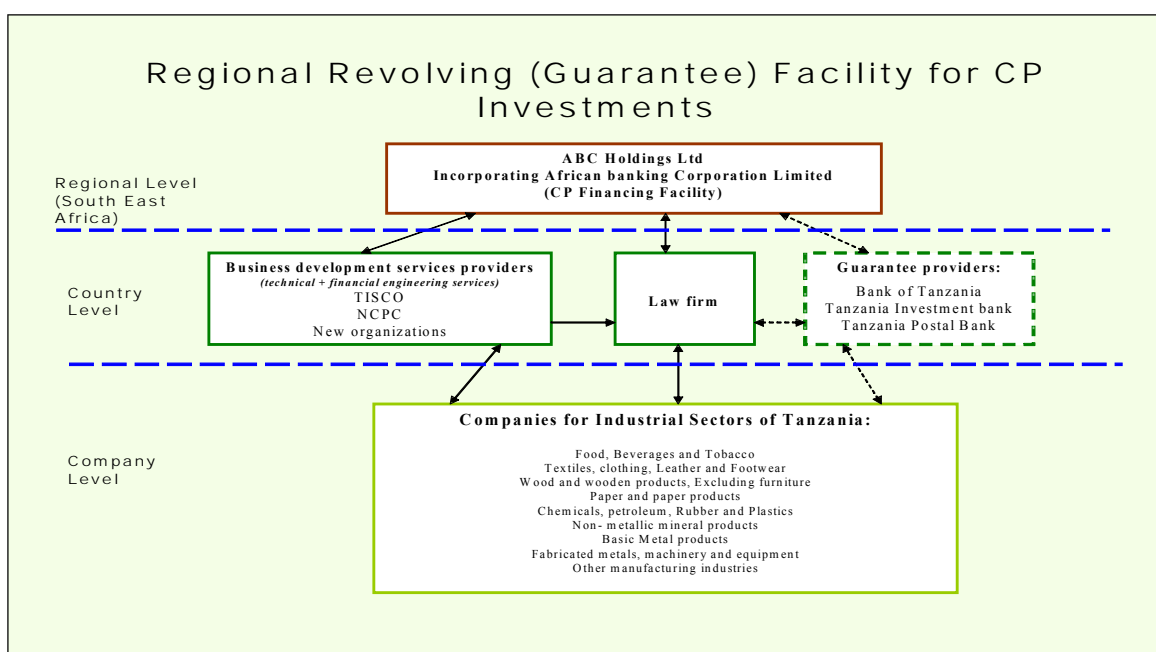 Regional Revolving (Guarantee) Facility for CP
Investments
Regional Level
(South East
Africa)
ABC Holdings Ltd
Incorporating African banking Corporation Limited
(CP Financing Facility)
Country
Level
Business development services providers
(technical + financial engineering services)
TISCO
NCPC
New organizations
Law firm
Guarantee providers:
Bank of Tanzania
Tanzania Investment bank
Tanzania Postal Bank
Company
Level
Companies for Industrial Sectors of Tanzania:
Food, Beverages and Tobacco
Textiles, clothing, Leather and Footwear
Wood and wooden products, Excluding furniture
Paper and paper products
Chemicals, petroleum, Rubber and Plastics
Non- metallic mineral products
Basic Metal products
Fabricated metals, machinery and equipment
Other manufacturing industries